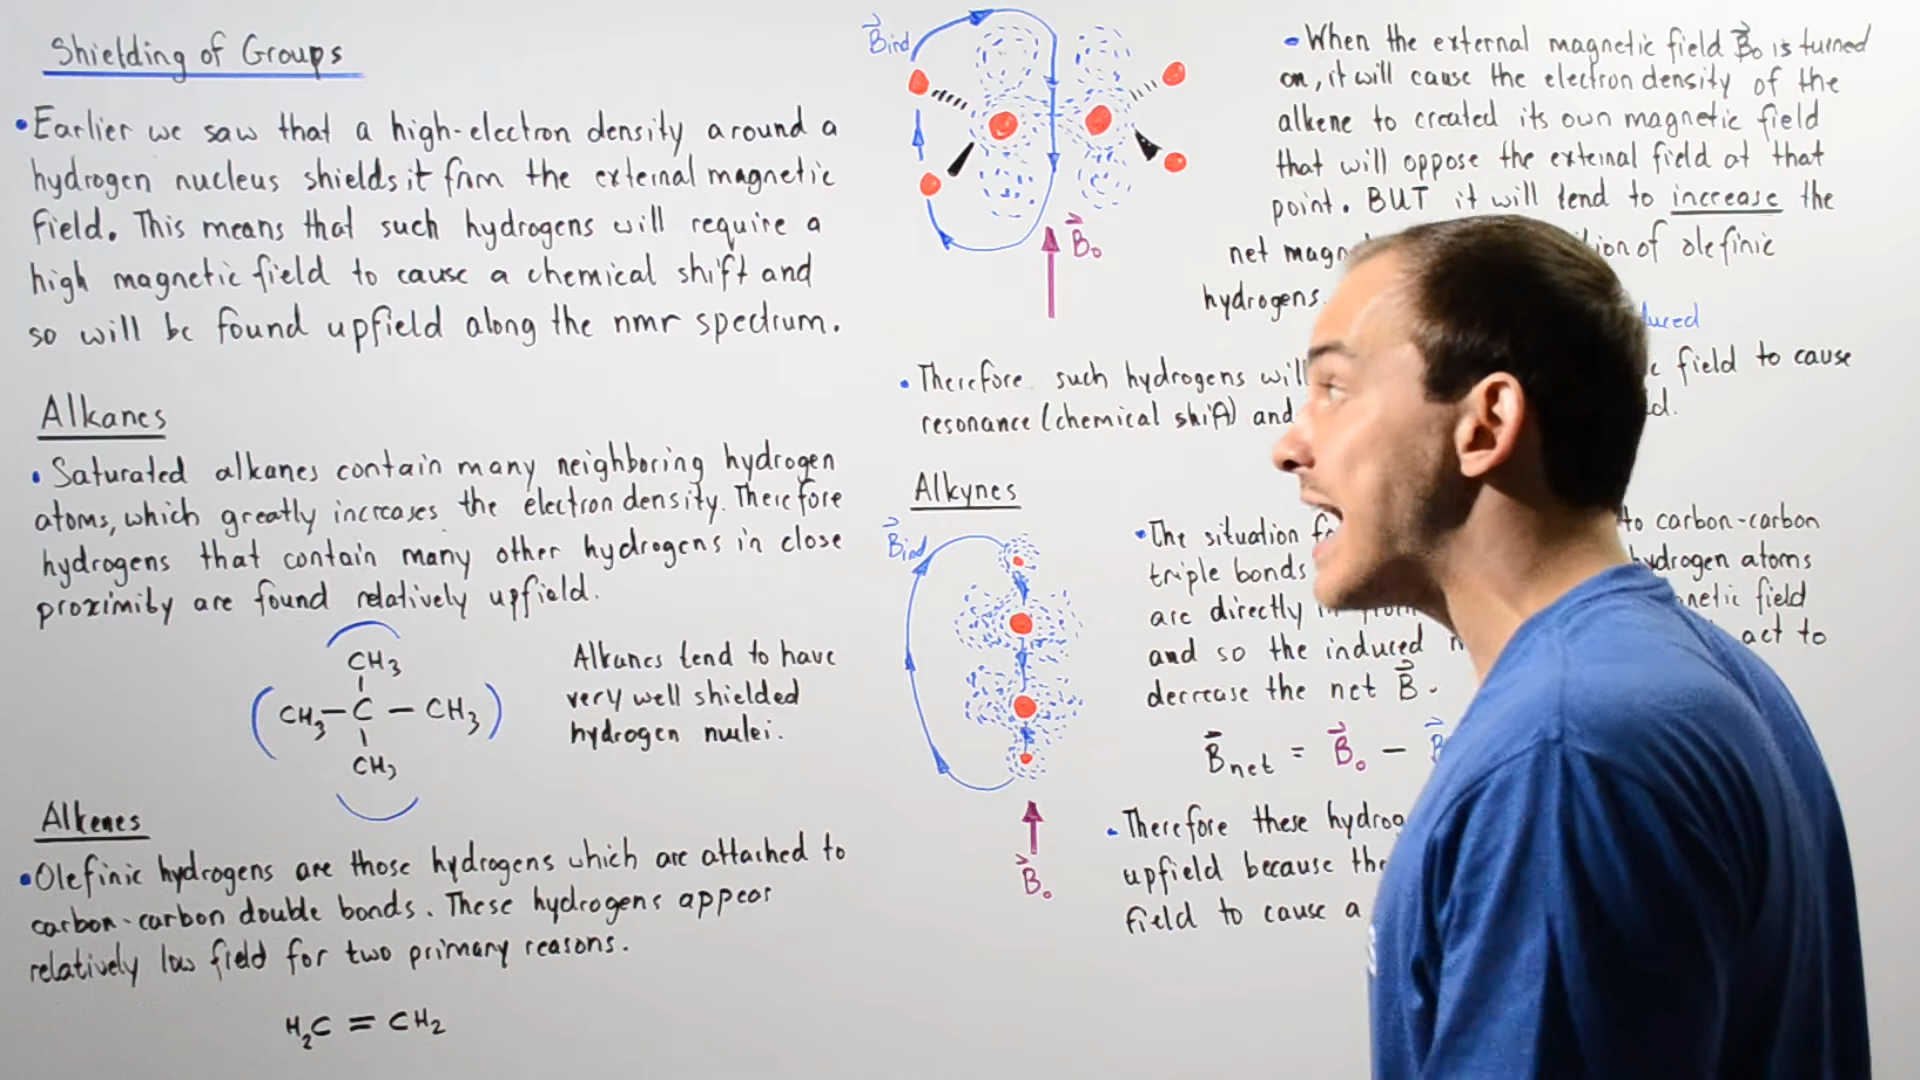 Shielding of Groups
• Earlier we saw that a high-electron density around a
hydrogen nucleus shields it from the external magnetic
field. This means that such hydrogens will require a
high magnetic field to cause a chemical shift and
so will be found upfield along the nmr spectrum.
Alkanes
• Saturated alkanes contain many neighboring hydrogen
atoms, which greatly increases the electron density. Therefore
hydrogens that contain many other hydrogens in close
proximity are found relatively upfield.
CH3
CH3 – C – CH3
CH3
Alkanes tend to have
very well shielded
hydrogen nuclei.
Alkenes
• Olefinic hydrogens are those hydrogens which are attached to
carbon-carbon double bonds. These hydrogens appear
relatively low field for two primary reasons.
H2C = CH2
B ind
B0
- When the external magnetic field B0 is turned
on, it will cause the electron density of the
alkene to created its own magnetic field
that will oppose the external field at that
point. BUT it will tend to increase the
net of olefinic
hydrogens.
• Therefore such hydrogens will field to cause
resonance (chemical shift) and
Alkynes
B ind
B0
• The situation to carbon-carbon
triple bonds hydrogen atoms
are directly field
and so the induced act to
decrease the net B.
B net = B0 – B
- Therefore these
upfield because
field to cause a